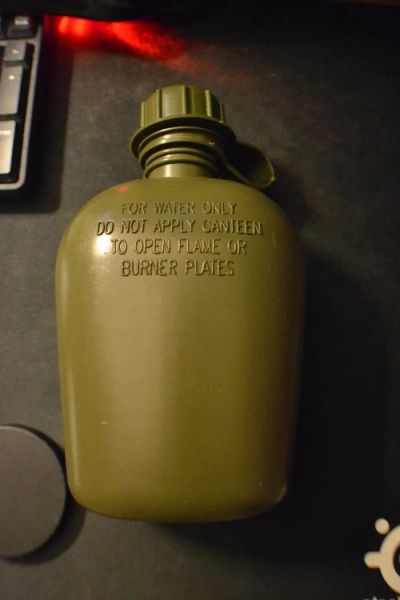 FOR WATER ONLY
DO NOT APPLY CANTEEN
TO OPEN FLAME OR
BURNER PLATES